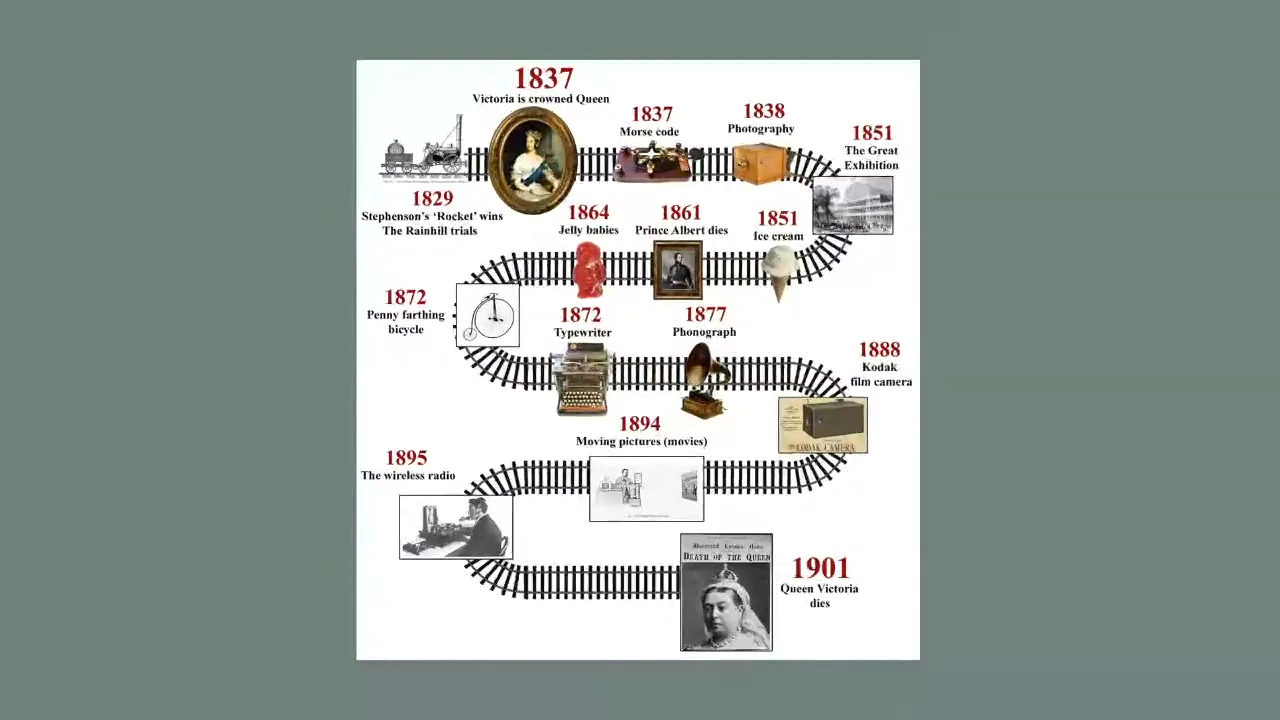 1837
Victoria is crowned Queen
1837
Morse code
1838
Photography
1851
The Great
Exhibition
1829
Stephenson's 'Rocket' wins
The Rainhill trials
1864
Jelly babies
1861
Prince Albert dies
1851
Ice cream
1872
Penny farthing
bicycle
1872
Typewriter
1877
Phonograph
1888
Kodak
film camera
KODAK CAMERA
1894
Moving pictures (movies)
1895
The wireless radio
DEATH OF THE QUEEN
1901
Queen Victoria
dies